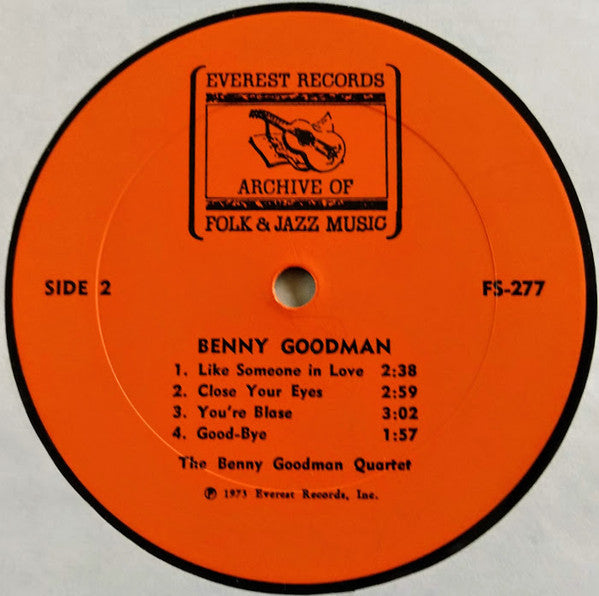 EVEREST RECORDS
ARCHIVE OF
FOLK & JAZZ MUSIC
SIDE 2
FS-277
BENNY GOODMAN
1. Like Someone in Love 2:38
2. Close Your Eyes 2:59
3. You're Blase 3:02
4. Good-Bye 1:57
The Benny Goodman Quartet
℗ 1973 Everest Records, Inc.